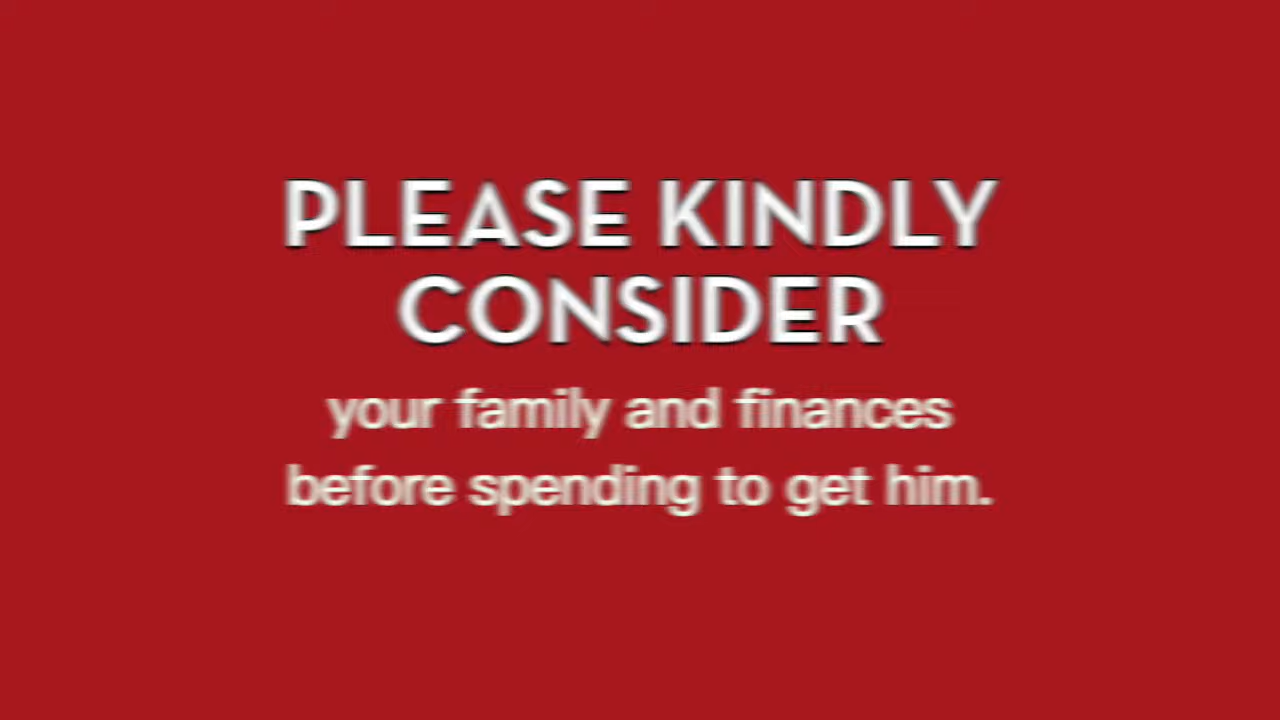 PLEASE KINDLY
CONSIDER
your family and finances
before spending to get him.